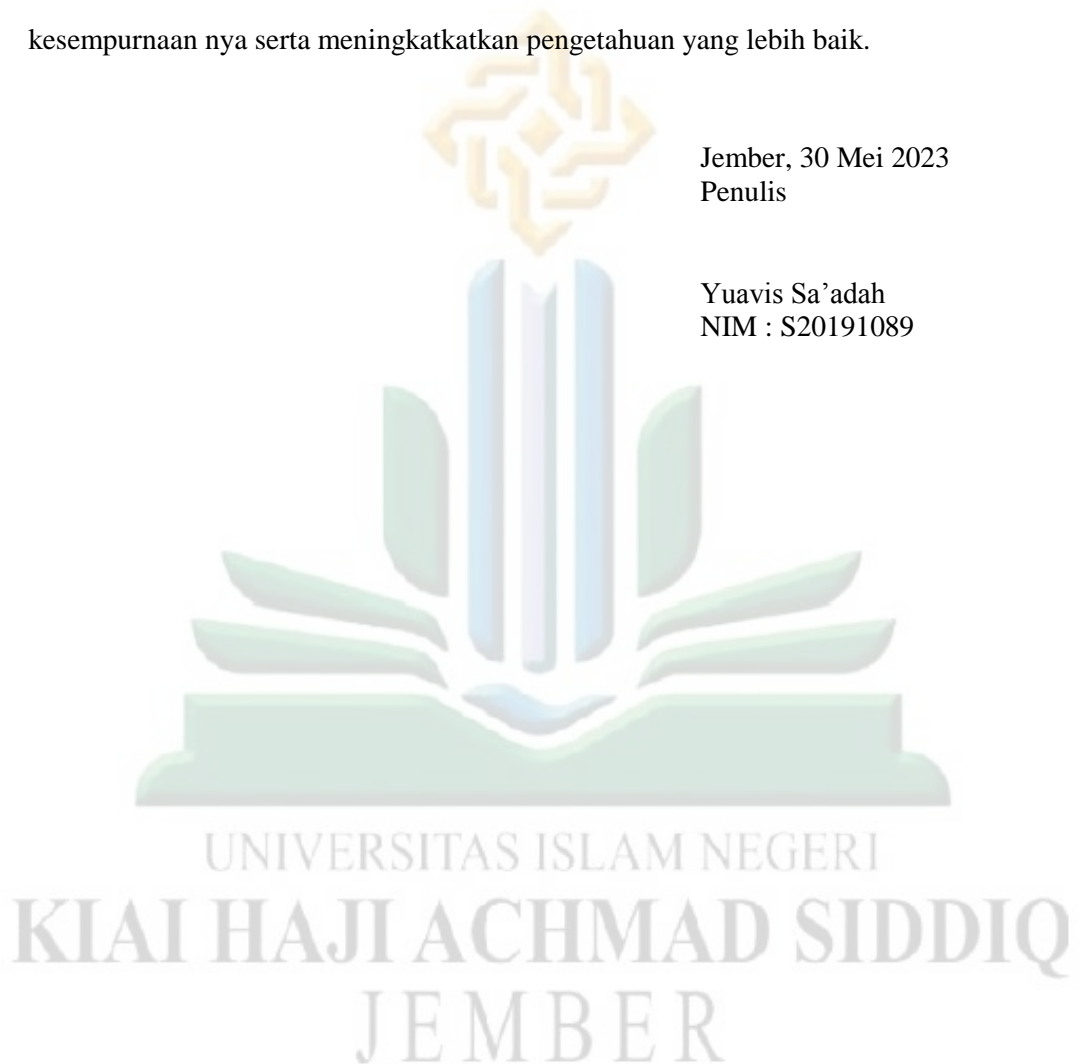 kesempurnaan nya serta meningkatkatkan pengetahuan yang lebih baik.
Jember, 30 Mei 2023
Penulis
Yuavis Sa’adah
NIM : S20191089
UNIVERSITAS ISLAM NEGERI
KIAI HAJI ACHMAD SIDDIQ
JEMBER